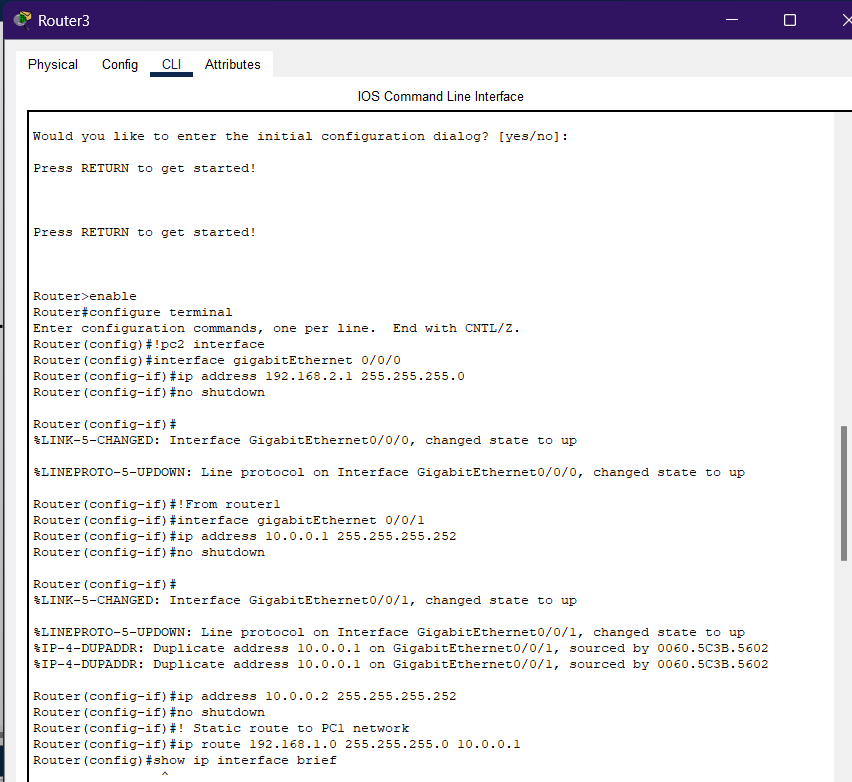 Router3
Physical Config CLI Attributes
IOS Command Line Interface
Would you like to enter the initial configuration dialog? [yes/no]:
Press RETURN to get started!
Press RETURN to get started!
Router>enable
Router#configure terminal
Enter configuration commands, one per line.  End with CNTL/Z.
Router(config)#!pc2 interface
Router(config)#interface gigabitEthernet 0/0/0
Router(config-if)#ip address 192.168.2.1 255.255.255.0
Router(config-if)#no shutdown
Router(config-if)#
%LINK-5-CHANGED: Interface GigabitEthernet0/0/0, changed state to up
%LINEPROTO-5-UPDOWN: Line protocol on Interface GigabitEthernet0/0/0, changed state to up
Router(config-if)#!From router1
Router(config-if)#interface gigabitEthernet 0/0/1
Router(config-if)#ip address 10.0.0.1 255.255.255.252
Router(config-if)#no shutdown
Router(config-if)#
%LINK-5-CHANGED: Interface GigabitEthernet0/0/1, changed state to up
%LINEPROTO-5-UPDOWN: Line protocol on Interface GigabitEthernet0/0/1, changed state to up
%IP-4-DUPADDR: Duplicate address 10.0.0.1 on GigabitEthernet0/0/1, sourced by 0060.5C3B.5602
%IP-4-DUPADDR: Duplicate address 10.0.0.1 on GigabitEthernet0/0/1, sourced by 0060.5C3B.5602
Router(config-if)#ip address 10.0.0.2 255.255.255.252
Router(config-if)#no shutdown
Router(config-if)#! Static route to PC1 network
Router(config-if)#ip route 192.168.1.0 255.255.255.0 10.0.0.1
Router(config)#show ip interface brief
^